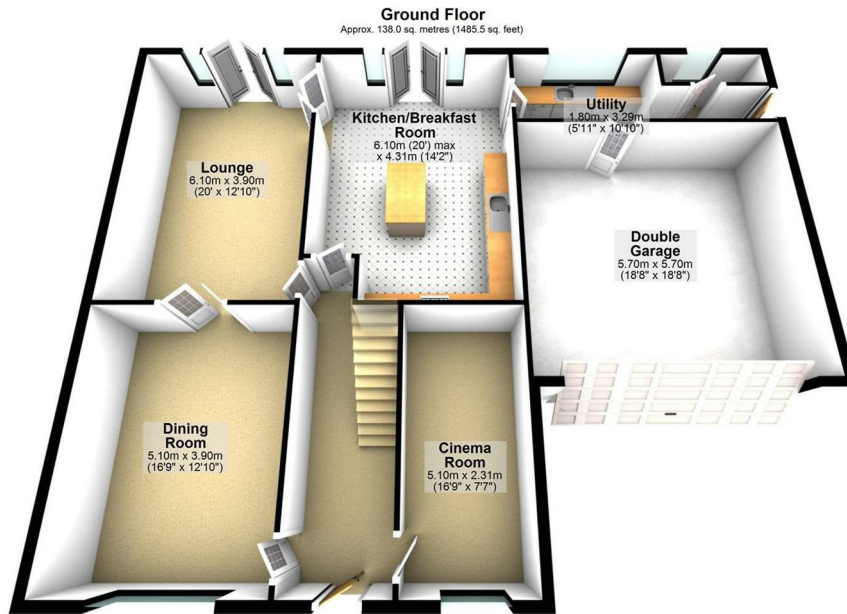 Ground Floor
Approx. 138.0 sq. metres (1485.5 sq. feet)
Kitchen/Breakfast
Room
6.10m (20') max
x 4.31m (14'2")
Utility
1.80m x 3.29m
(5'11" x 10'10")
Lounge
6.10m x 3.90m
(20' x 12'10")
Double
Garage
5.70m x 5.70m
(18'8" x 18'8")
Dining
Room
5.10m x 3.90m
(16'9" x 12'10")
Cinema
Room
5.10m x 2.31m
(16'9" x 7'7")